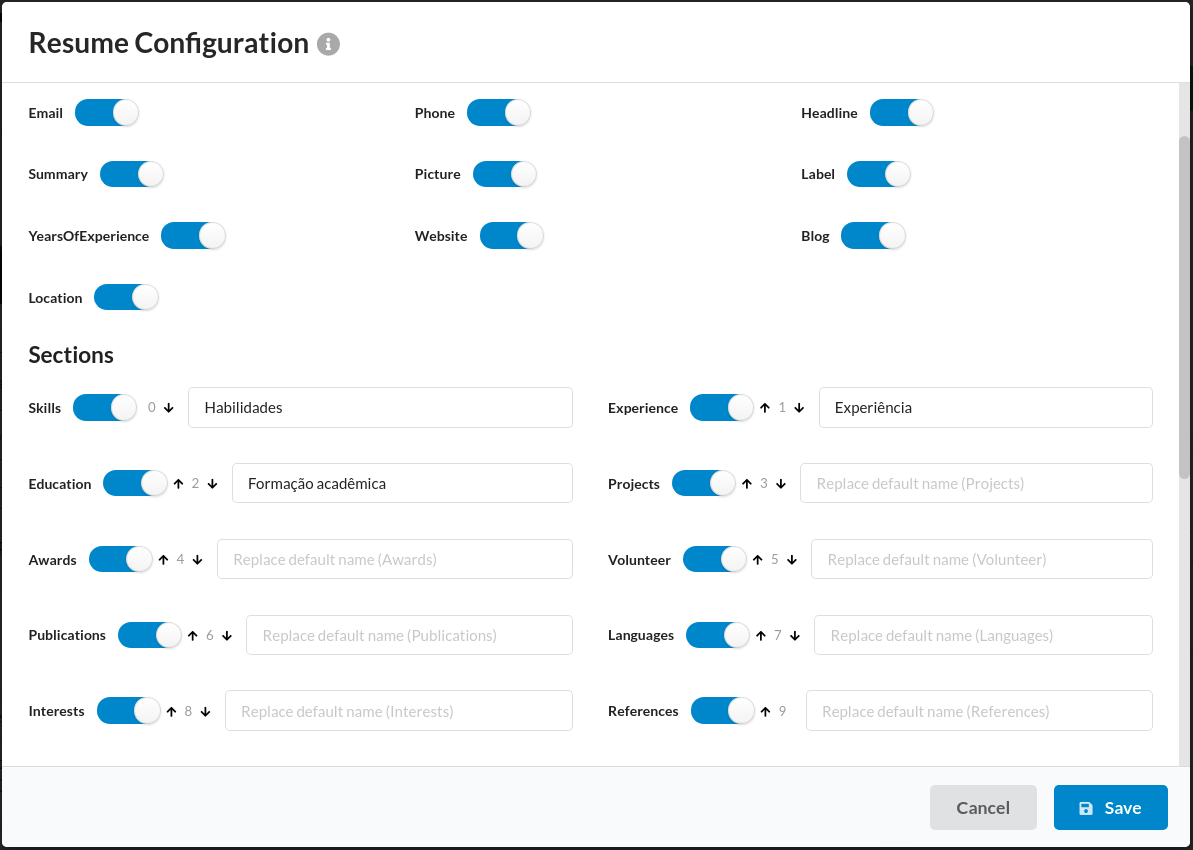 Resume Configuration
Email Phone Headline
Summary Picture Label
YearsOfExperience Website Blog
Location
Sections
Skills 0 Habilidades Experience 1 Experiência
Education 2 Formação acadêmica Projects 3 Replace default name (Projects)
Awards 4 Replace default name (Awards) Volunteer 5 Replace default name (Volunteer)
Publications 6 Replace default name (Publications) Languages 7 Replace default name (Languages)
Interests 8 Replace default name (Interests) References 9 Replace default name (References)
Cancel Save